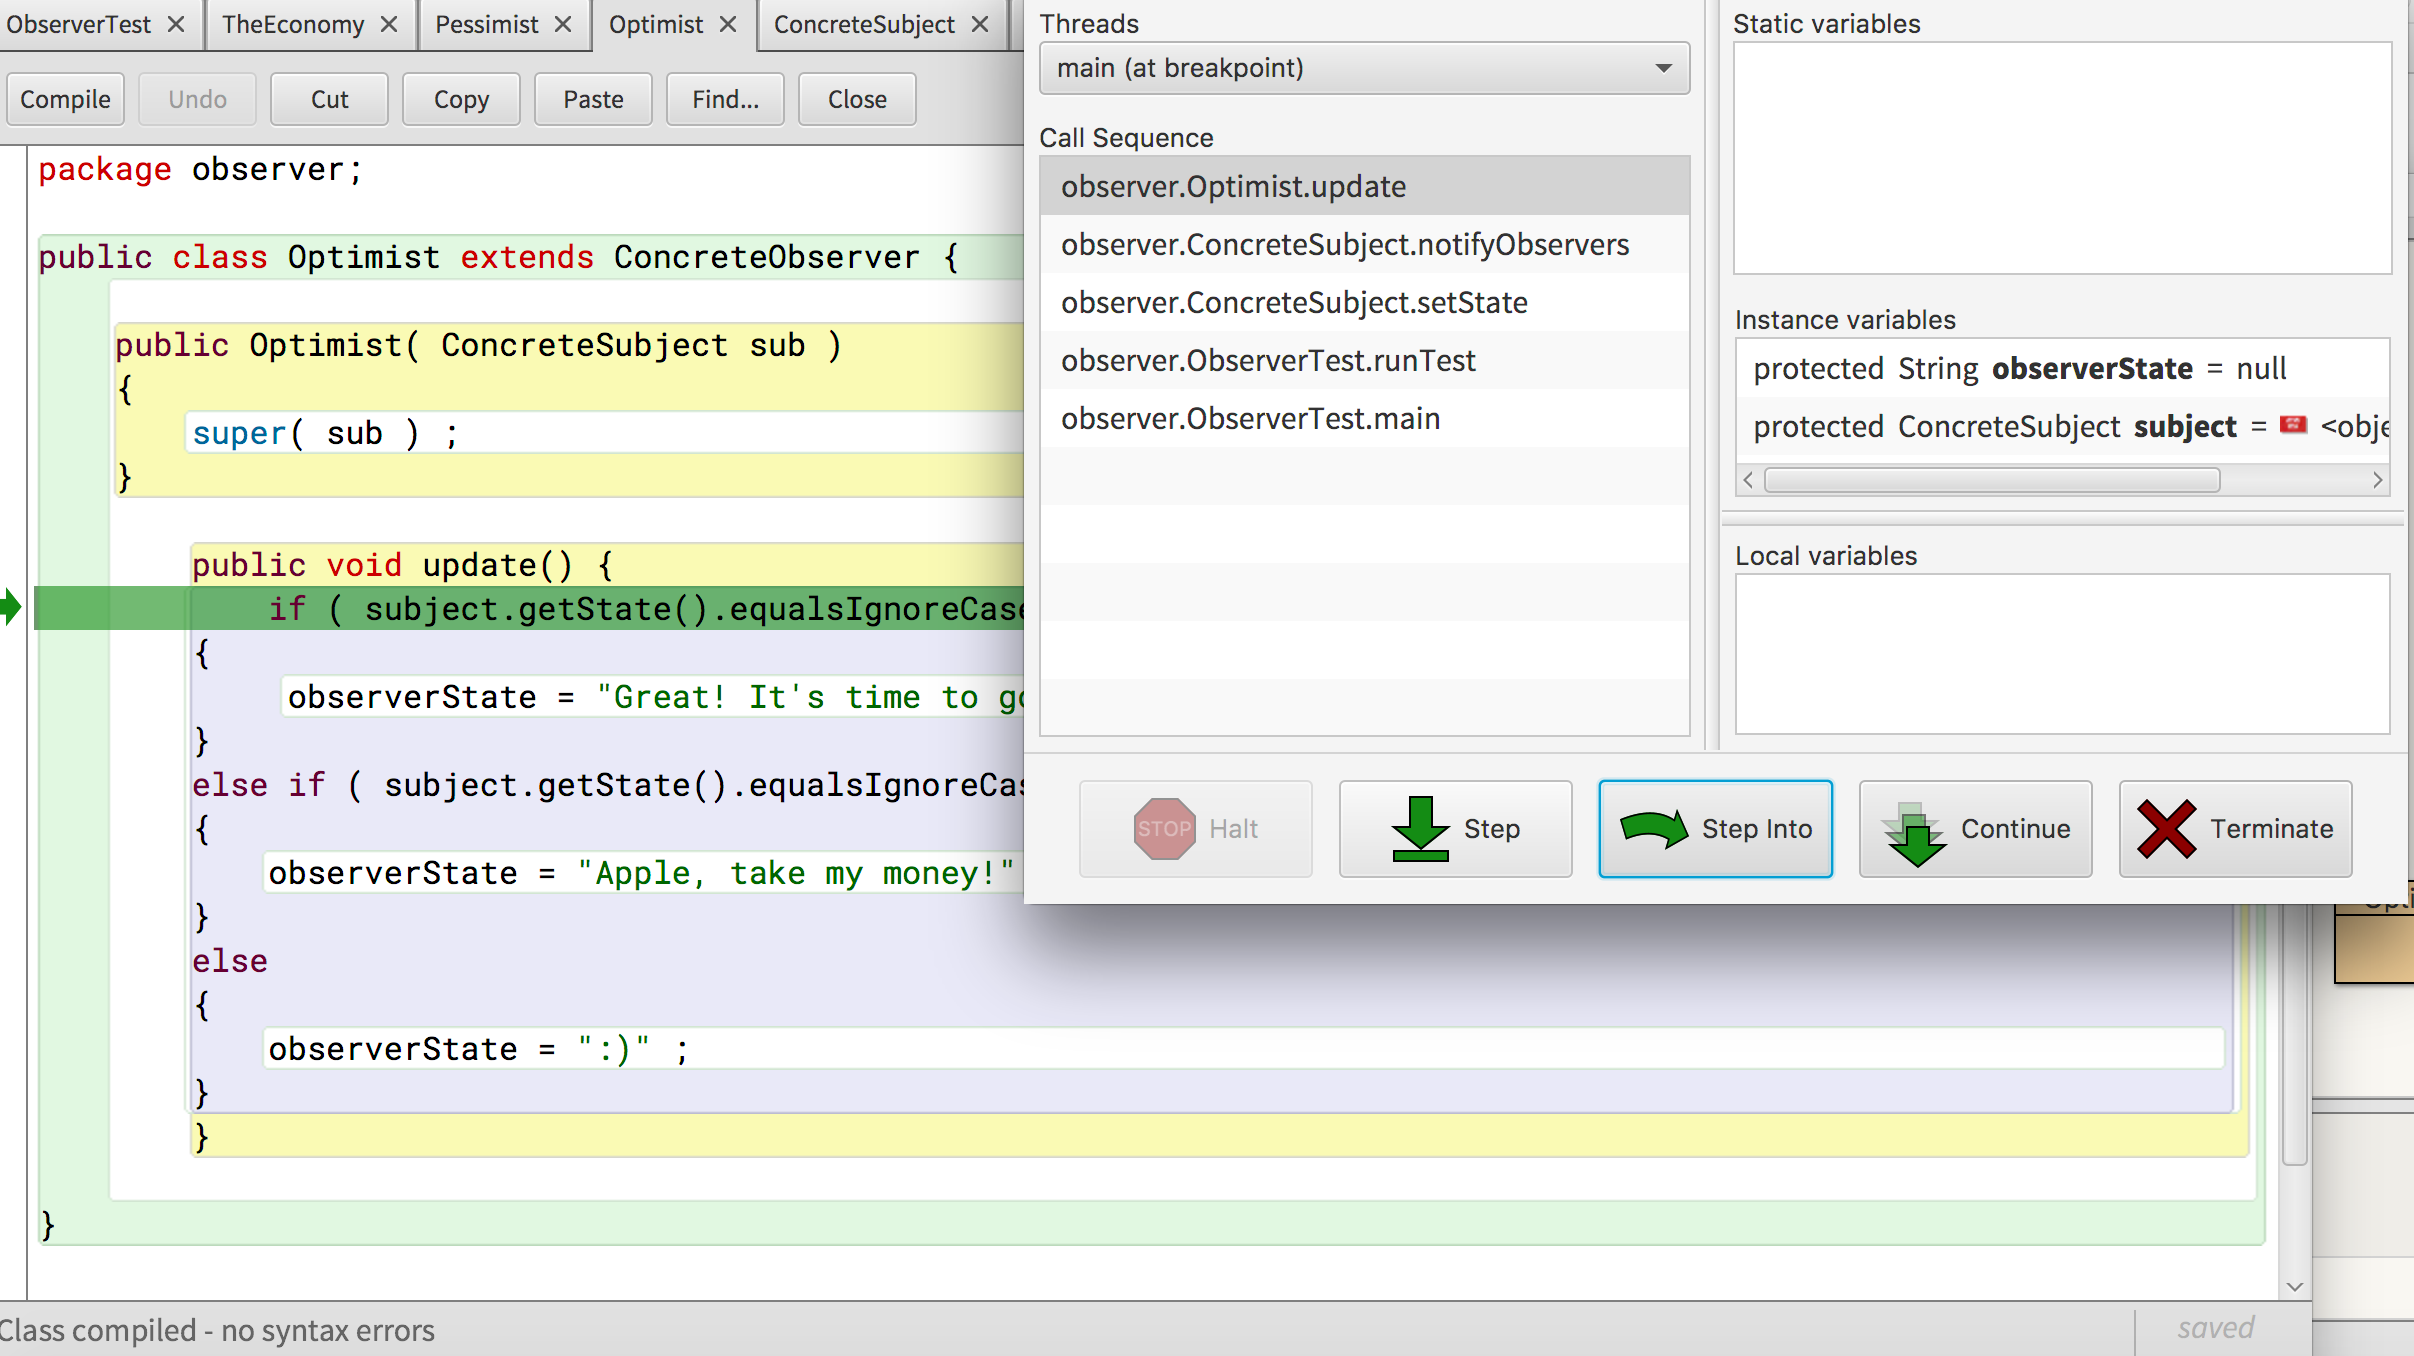 ObserverTest ✕ TheEconomy ✕ Pessimist ✕ Optimist ✕ ConcreteSubject ✕
Compile Undo Cut Copy Paste Find... Close
package observer;
public class Optimist extends ConcreteObserver {
public Optimist( ConcreteSubject sub )
{
super( sub ) ;
}
public void update() {
if ( subject.getState().equalsIgnoreCase
{
observerState = "Great! It's time to go
}
else if ( subject.getState().equalsIgnoreCas
{
observerState = "Apple, take my money!"
}
else
{
observerState = ":)" ;
}
}
}
Class compiled - no syntax errors
saved
Threads
main (at breakpoint)
Call Sequence
observer.Optimist.update
observer.ConcreteSubject.notifyObservers
observer.ConcreteSubject.setState
observer.ObserverTest.runTest
observer.ObserverTest.main
Static variables
Instance variables
protected String observerState = null
protected ConcreteSubject subject = <obje
Local variables
STOP Halt Step Step Into Continue Terminate